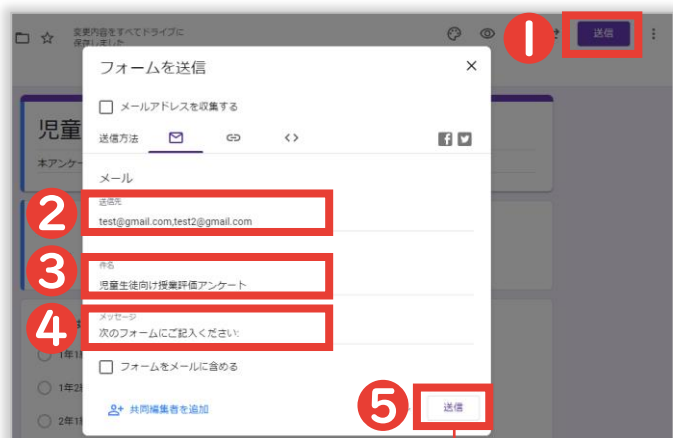 変更内容をすべてドライブに
保存しました
1
送信
フォームを送信
メールアドレスを収集する
児童
送信方法
本アンケー
メール
2
送信先
test@gmail.com,test2@gmail.com
3
件名
児童生徒向け授業評価アンケート
4
メッセージ
次のフォームにご記入ください:
1年1
フォームをメールに含める
1年2
共同編集者を追加
5
送信
2年1